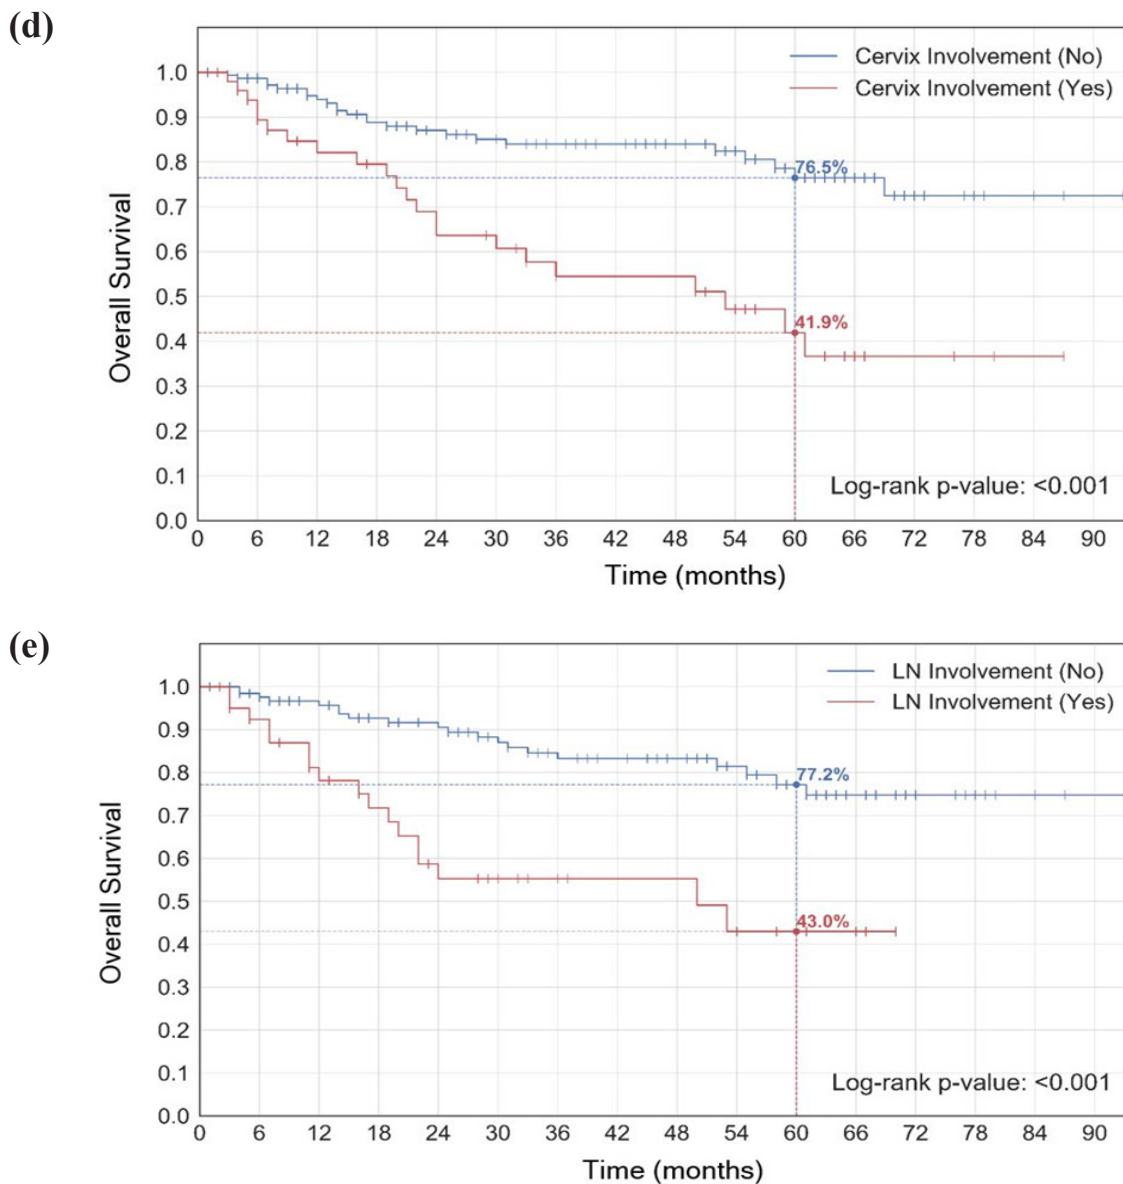 (d)
Cervix Involvement (No)
Cervix Involvement (Yes)
1.0
0.9
0.8
0.7
0.6
0.5
0.4
0.3
0.2
0.1
0.0
Overall Survival
76.5%
41.9%
Log-rank p-value: <0.001
0 6 12 18 24 30 36 42 48 54 60 66 72 78 84 90
Time (months)
(e)
LN Involvement (No)
LN Involvement (Yes)
1.0
0.9
0.8
0.7
0.6
0.5
0.4
0.3
0.2
0.1
0.0
Overall Survival
77.2%
43.0%
Log-rank p-value: <0.001
0 6 12 18 24 30 36 42 48 54 60 66 72 78 84 90
Time (months)